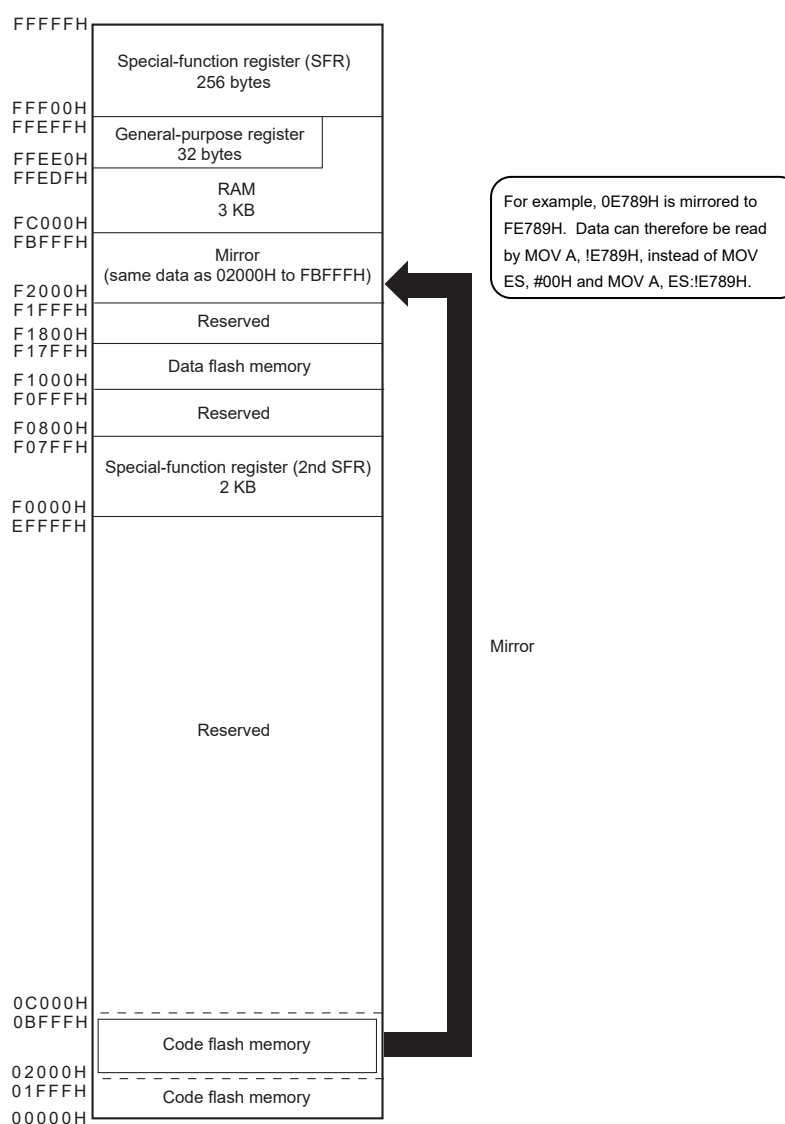 FFFFFH
Special-function register (SFR)
256 bytes
FFF00H
FFEFFH
General-purpose register
32 bytes
FFEE0H
FFEDFH
RAM
3 KB
FC000H
FBFFFH
Mirror
(same data as 02000H to FBFFFH)
F2000H
F1FFFH
Reserved
F1800H
F17FFH
Data flash memory
F1000H
F0FFFH
Reserved
F0800H
F07FFH
Special-function register (2nd SFR)
2 KB
F0000H
EFFFFH
Reserved
0C000H
0BFFFH
Code flash memory
02000H
01FFFH
Code flash memory
00000H
For example, 0E789H is mirrored to
FE789H. Data can therefore be read
by MOV A, !E789H, instead of MOV
ES, #00H and MOV A, ES:!E789H.
Mirror